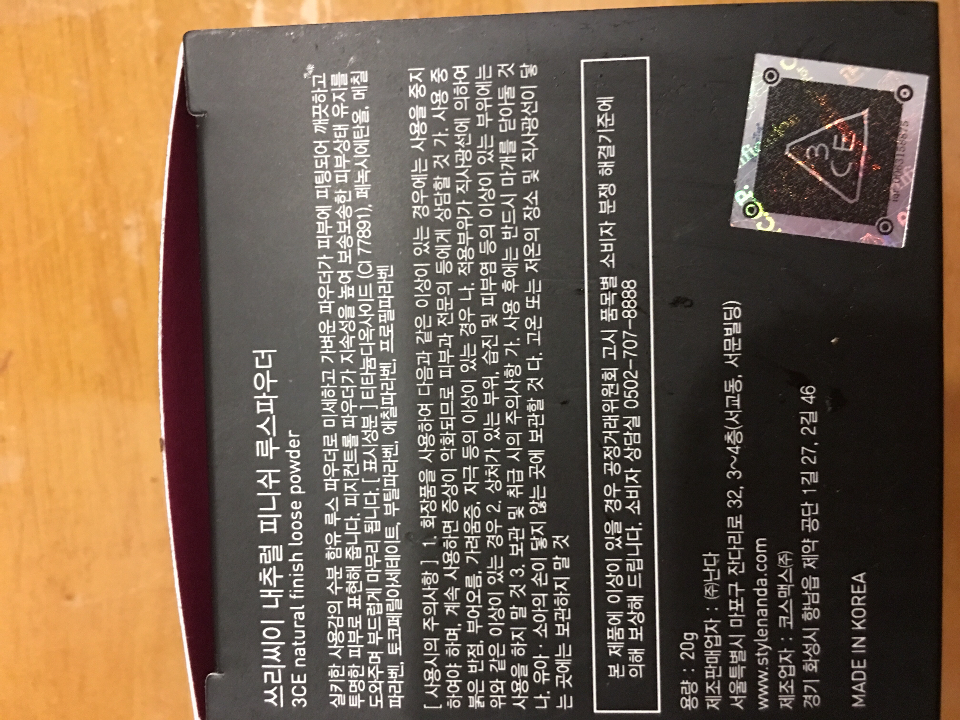 쓰리씨이 내추럴 피니쉬 루스파우더
3CE natural finish loose powder
실키한 사용감의 수분 함유 루스 파우더로 미세하고 가벼운 파우더가 피부에 피팅되어 깨끗하고
투명한 피부로 표현해 줍니다. 피지컨트롤 파우더가 지속성을 높여 보송보송한 피부상태 유지를
도와주며 부드럽게 마무리 됩니다. [ 표시성분 ] 티타늄디옥사이드 (CI 77891), 페녹시에탄올, 메칠
파라벤, 토코페릴아세테이트, 부틸파라벤, 에칠파라벤, 프로필파라벤
[ 사용시의 주의사항 ] 1. 화장품을 사용하여 다음과 같은 이상이 있는 경우에는 사용을 중지
하여야 하며, 계속 사용하면 증상이 악화되므로 피부과 전문의 등에게 상담할 것 가. 사용 중
붉은 반점, 부어오름, 가려움증, 자극 등의 이상이 있는 경우 나. 적용부위가 직사광선에 의하여
위와 같은 이상이 있는 경우 2. 상처가 있는 부위, 습진 및 피부염 등의 이상이 있는 부위에는
사용을 하지 말 것 3. 보관 및 취급 시의 주의사항 가. 사용 후에는 반드시 마개를 닫아둘 것
나. 유아·소아의 손이 닿지 않는 곳에 보관할 것 다. 고온 또는 저온의 장소 및 직사광선이 닿
는 곳에는 보관하지 말 것
본 제품에 이상이 있을 경우 공정거래위원회 고시 품목별 소비자 분쟁 해결기준에
의해 보상해 드립니다. 소비자 상담실 0502-707-8888
용량 : 20g
제조판매업자 : ㈜난다
서울특별시 마포구 잔다리로 32, 3~4층(서교동, 서문빌딩)
www.stylenanda.com
제조업자 : 코스맥스㈜
경기 화성시 향남읍 제약 공단 1길 27, 2길 46
MADE IN KOREA
3
CE